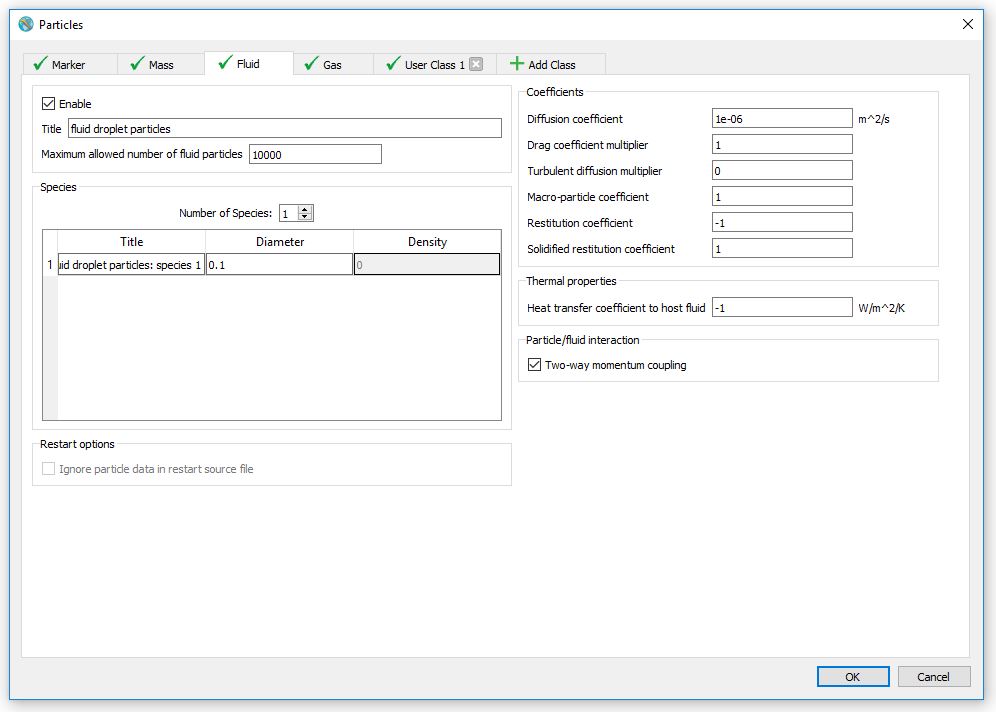 Particles
Marker
Mass
Fluid
Gas
User Class 1
Add Class
Enable
Title fluid droplet particles
Maximum allowed number of fluid particles 10000
Species
Number of Species: 1
Title Diameter Density
1 uid droplet particles: species 1 0.1 0
Restart options
Ignore particle data in restart source file
Coefficients
Diffusion coefficient 1e-06 m^2/s
Drag coefficient multiplier 1
Turbulent diffusion multiplier 0
Macro-particle coefficient 1
Restitution coefficient -1
Solidified restitution coefficient 1
Thermal properties
Heat transfer coefficient to host fluid -1 W/m^2/K
Particle/fluid interaction
Two-way momentum coupling
OK
Cancel